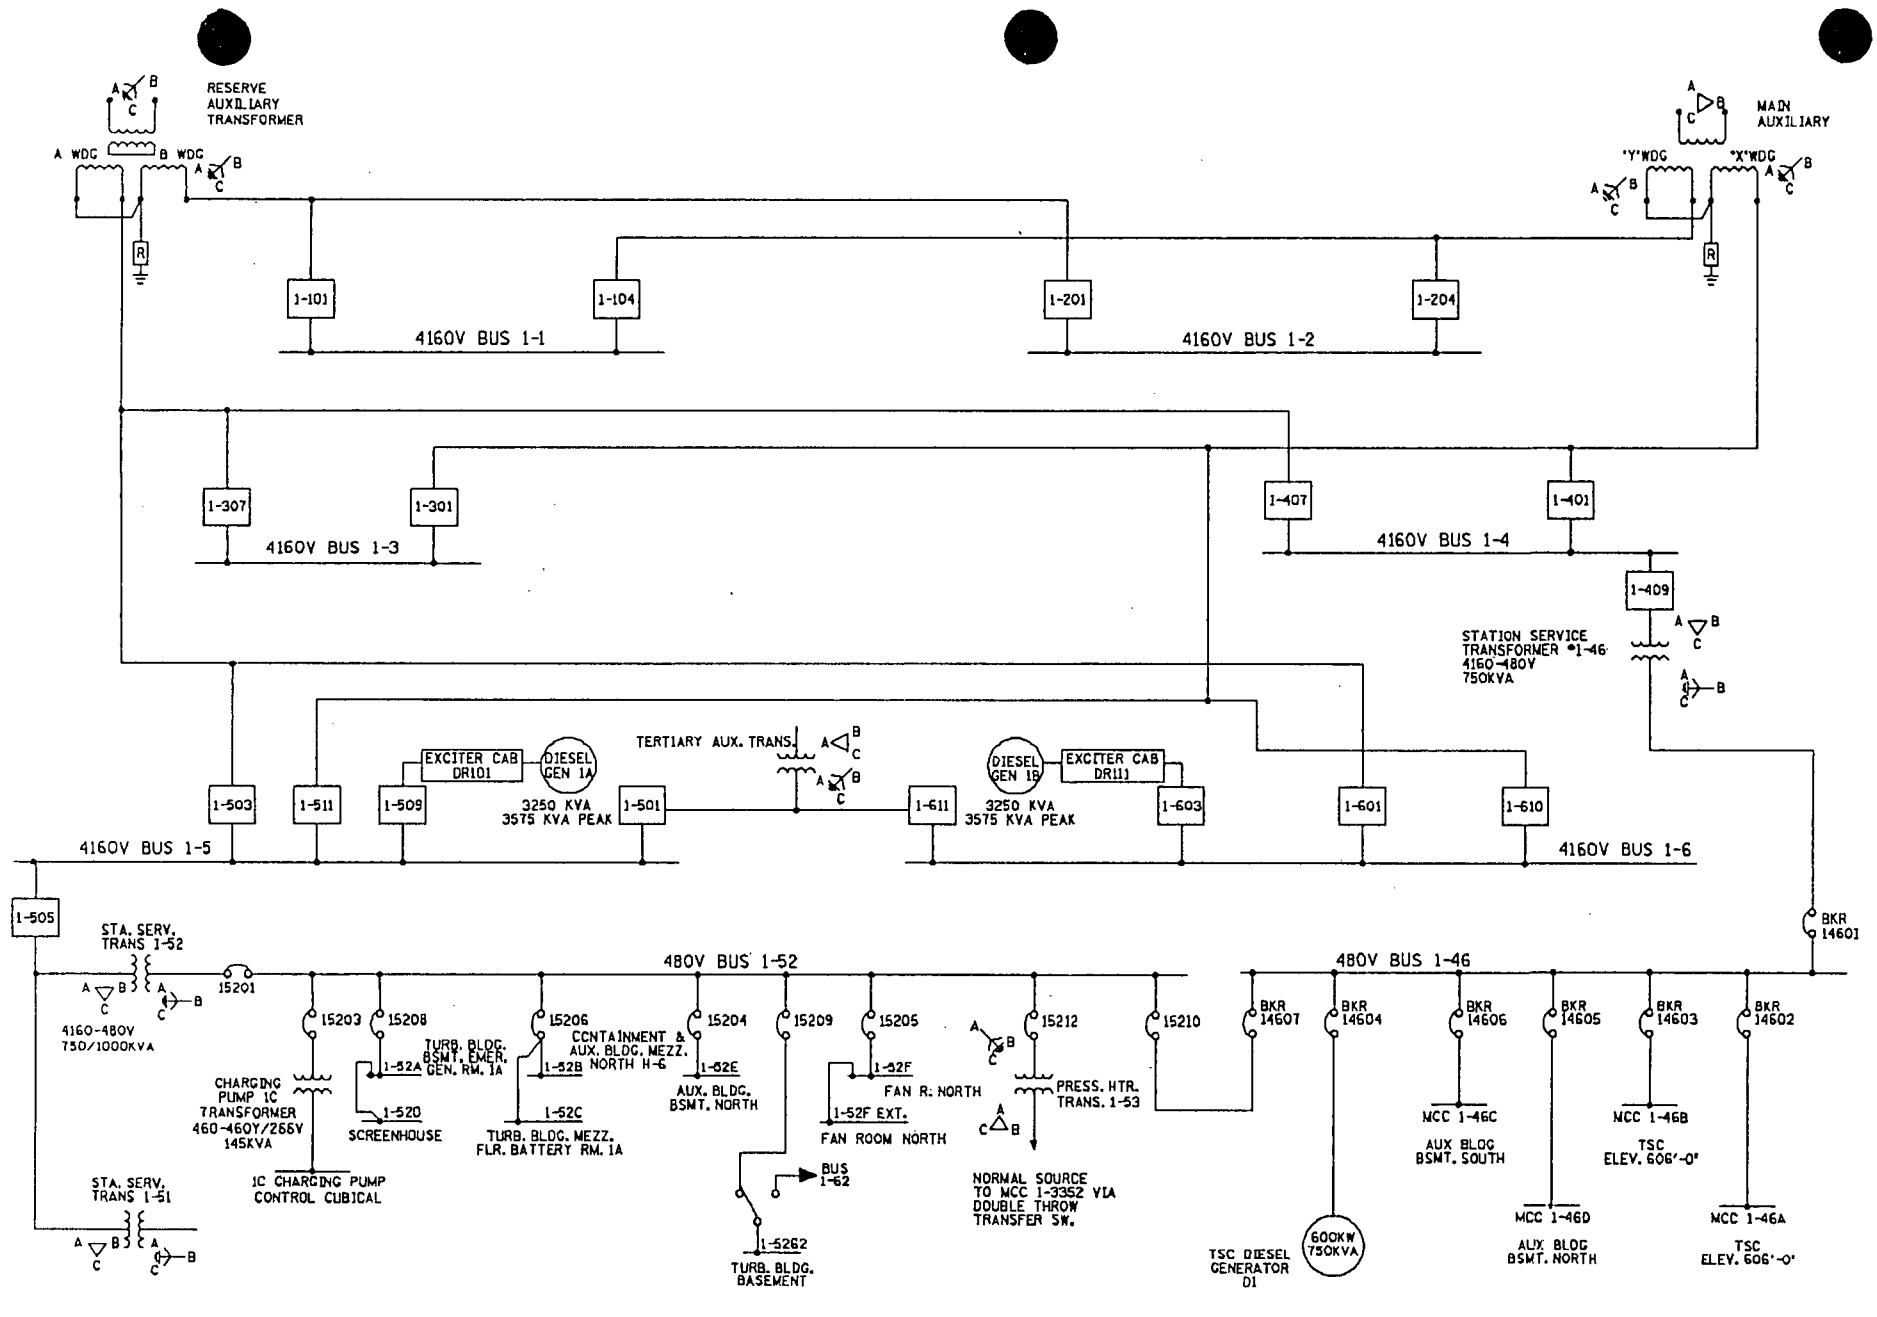 A B
C
RESERVE
AUXILIARY
TRANSFORMER
A WDG
B WDG
A B
C
R
A
B
C
MAIN
AUXILIARY
"Y"WDG
"X"WDG
A B
C
A B
C
R
1-101
1-104
1-201
1-204
4160V BUS 1-1
4160V BUS 1-2
1-307
1-301
1-407
1-401
4160V BUS 1-3
4160V BUS 1-4
1-409
A B
C
STATION SERVICE
TRANSFORMER #1-46
4160-480V
750KVA
A
B
C
TERTIARY AUX. TRANS.
A B
C
A B
C
EXCITER CAB
DR101
DIESEL
GEN 1A
3250 KVA
3575 KVA PEAK
DIESEL
GEN 1B
EXCITER CAB
DR111
3250 KVA
3575 KVA PEAK
1-503
1-511
1-509
1-501
1-611
1-603
1-601
1-610
4160V BUS 1-5
4160V BUS 1-6
1-505
STA. SERV.
TRANS 1-52
A B
C
A
B
C
4160-480V
750/1000KVA
15201
480V BUS 1-52
480V BUS 1-46
BKR
14601
15203
15208
15206
15204
15209
15205
15212
15210
BKR
14607
BKR
14604
BKR
14606
BKR
14605
BKR
14603
BKR
14602
CHARGING
PUMP 1C
TRANSFORMER
460-460Y/266V
145KVA
1C CHARGING PUMP
CONTROL CUBICAL
TURB. BLDG.
BSMT. EMER.
GEN. RM. 1A
1-52A
1-52D
SCREENHOUSE
CONTAINMENT &
AUX. BLDG. MEZZ.
NORTH H-6
1-52B
1-52C
TURB. BLDG. MEZZ.
FLR. BATTERY RM. 1A
1-52E
AUX. BLDG.
BSMT. NORTH
BUS
1-62
1-5262
TURB. BLDG.
BASEMENT
1-52F
FAN R. NORTH
1-52F EXT.
FAN ROOM NORTH
A
B
C
PRESS. HTR.
TRANS. 1-53
A
C B
NORMAL SOURCE
TO MCC 1-3352 VIA
DOUBLE THROW
TRANSFER SW.
600KW
750KVA
TSC DIESEL
GENERATOR
D1
MCC 1-46C
AUX BLDG
BSMT. SOUTH
MCC 1-46D
AUX BLDG
BSMT. NORTH
MCC 1-46B
TSC
ELEV. 606'-0"
MCC 1-46A
TSC
ELEV. 606'-0"
STA. SERV.
TRANS 1-51
A B
C
A
B
C